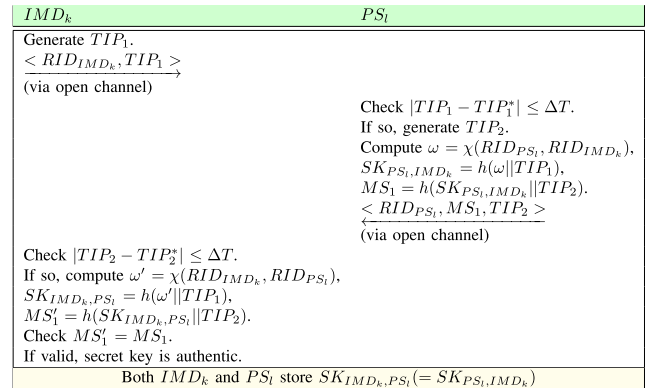 IMD_k PS_l
Generate TIP_1.
< RID_{IMD_k}, TIP_1 >
(via open channel)
Check |TIP_1 − TIP_1^*| ≤ ΔT.
If so, generate TIP_2.
Compute ω = χ(RID_{PS_l}, RID_{IMD_k}),
SK_{PS_l,IMD_k} = h(ω||TIP_1),
MS_1 = h(SK_{PS_l,IMD_k}||TIP_2).
< RID_{PS_l}, MS_1, TIP_2 >
(via open channel)
Check |TIP_2 − TIP_2^*| ≤ ΔT.
If so, compute ω′ = χ(RID_{IMD_k}, RID_{PS_l}),
SK_{IMD_k,PS_l} = h(ω′||TIP_1),
MS_1′ = h(SK_{IMD_k,PS_l}||TIP_2).
Check MS_1′ = MS_1.
If valid, secret key is authentic.
Both IMD_k and PS_l store SK_{IMD_k,PS_l}(= SK_{PS_l,IMD_k})